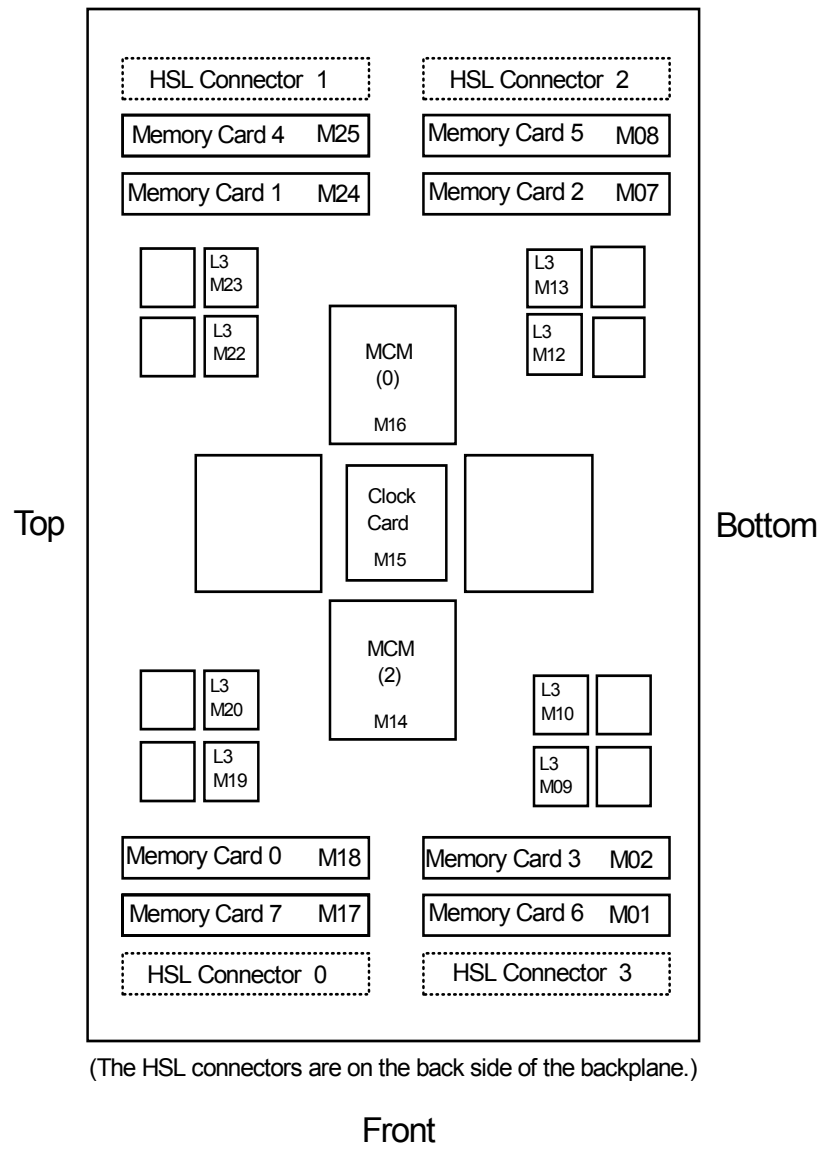 HSL Connector 1
HSL Connector 2
Memory Card 4 M25
Memory Card 5 M08
Memory Card 1 M24
Memory Card 2 M07
L3
M23
L3
M13
L3
M22
L3
M12
MCM
(0)
M16
Top
Clock
Card
M15
Bottom
MCM
(2)
M14
L3
M20
L3
M10
L3
M19
L3
M09
Memory Card 0 M18
Memory Card 3 M02
Memory Card 7 M17
Memory Card 6 M01
HSL Connector 0
HSL Connector 3
(The HSL connectors are on the back side of the backplane.)
Front